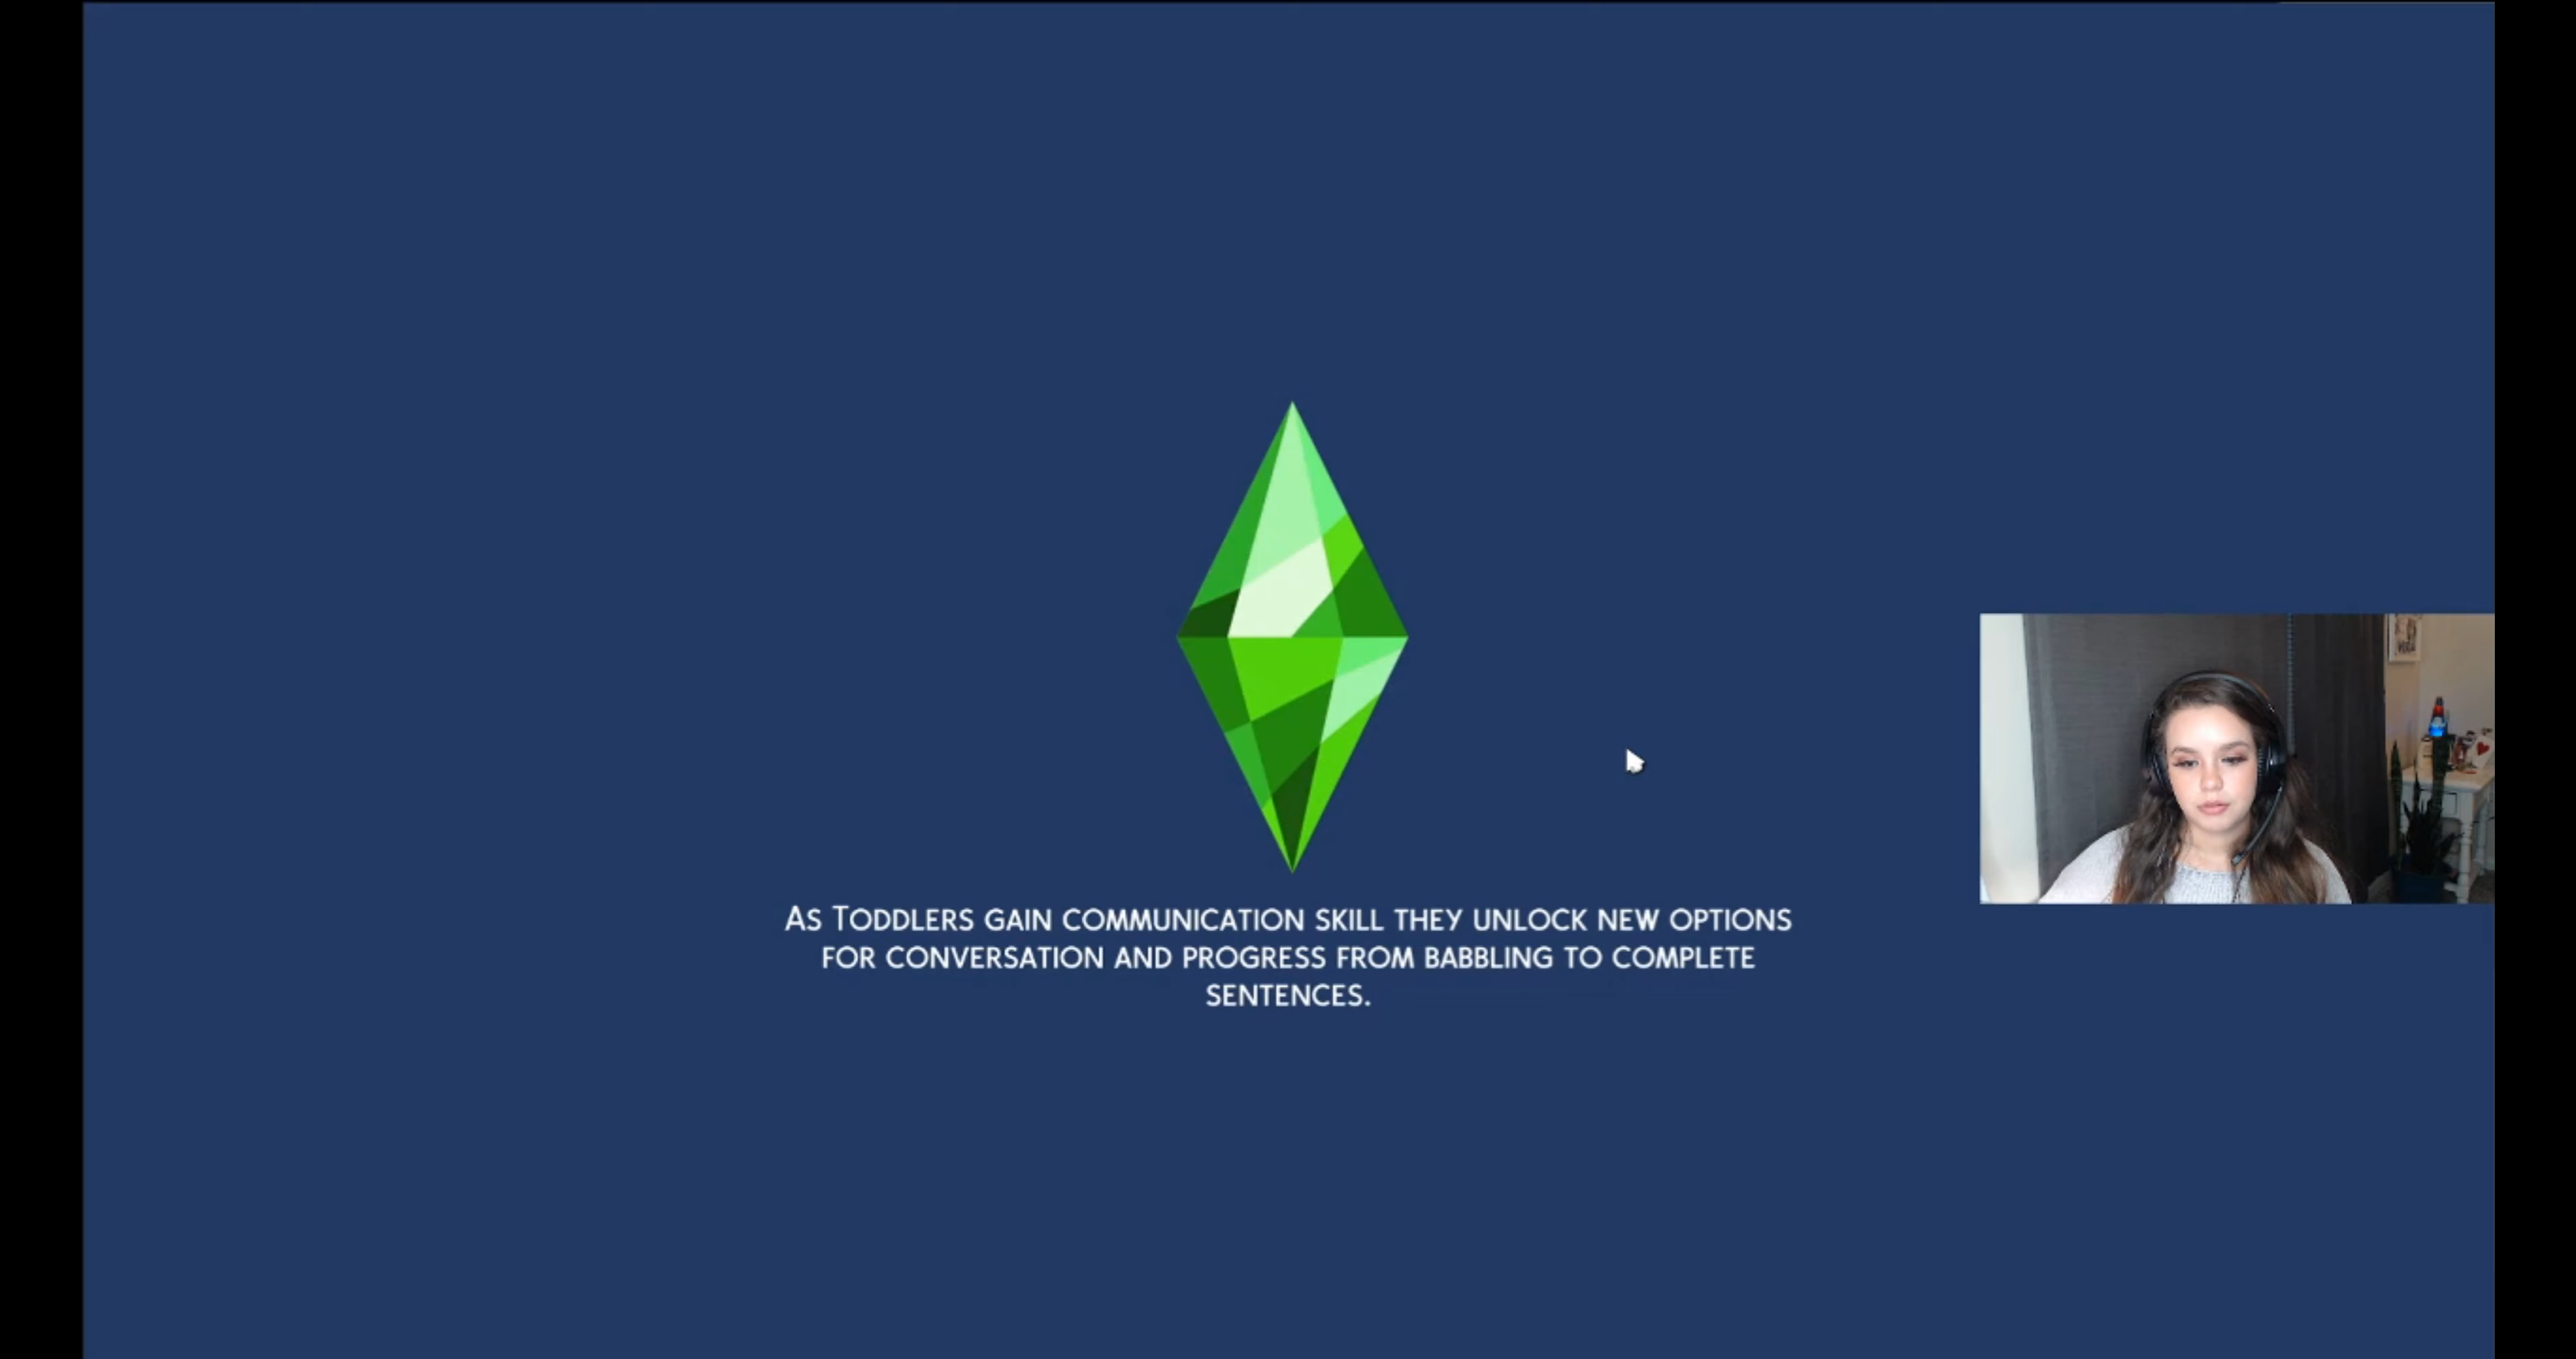 As Toddlers gain communication skill they unlock new options
for conversation and progress from babbling to complete
sentences.